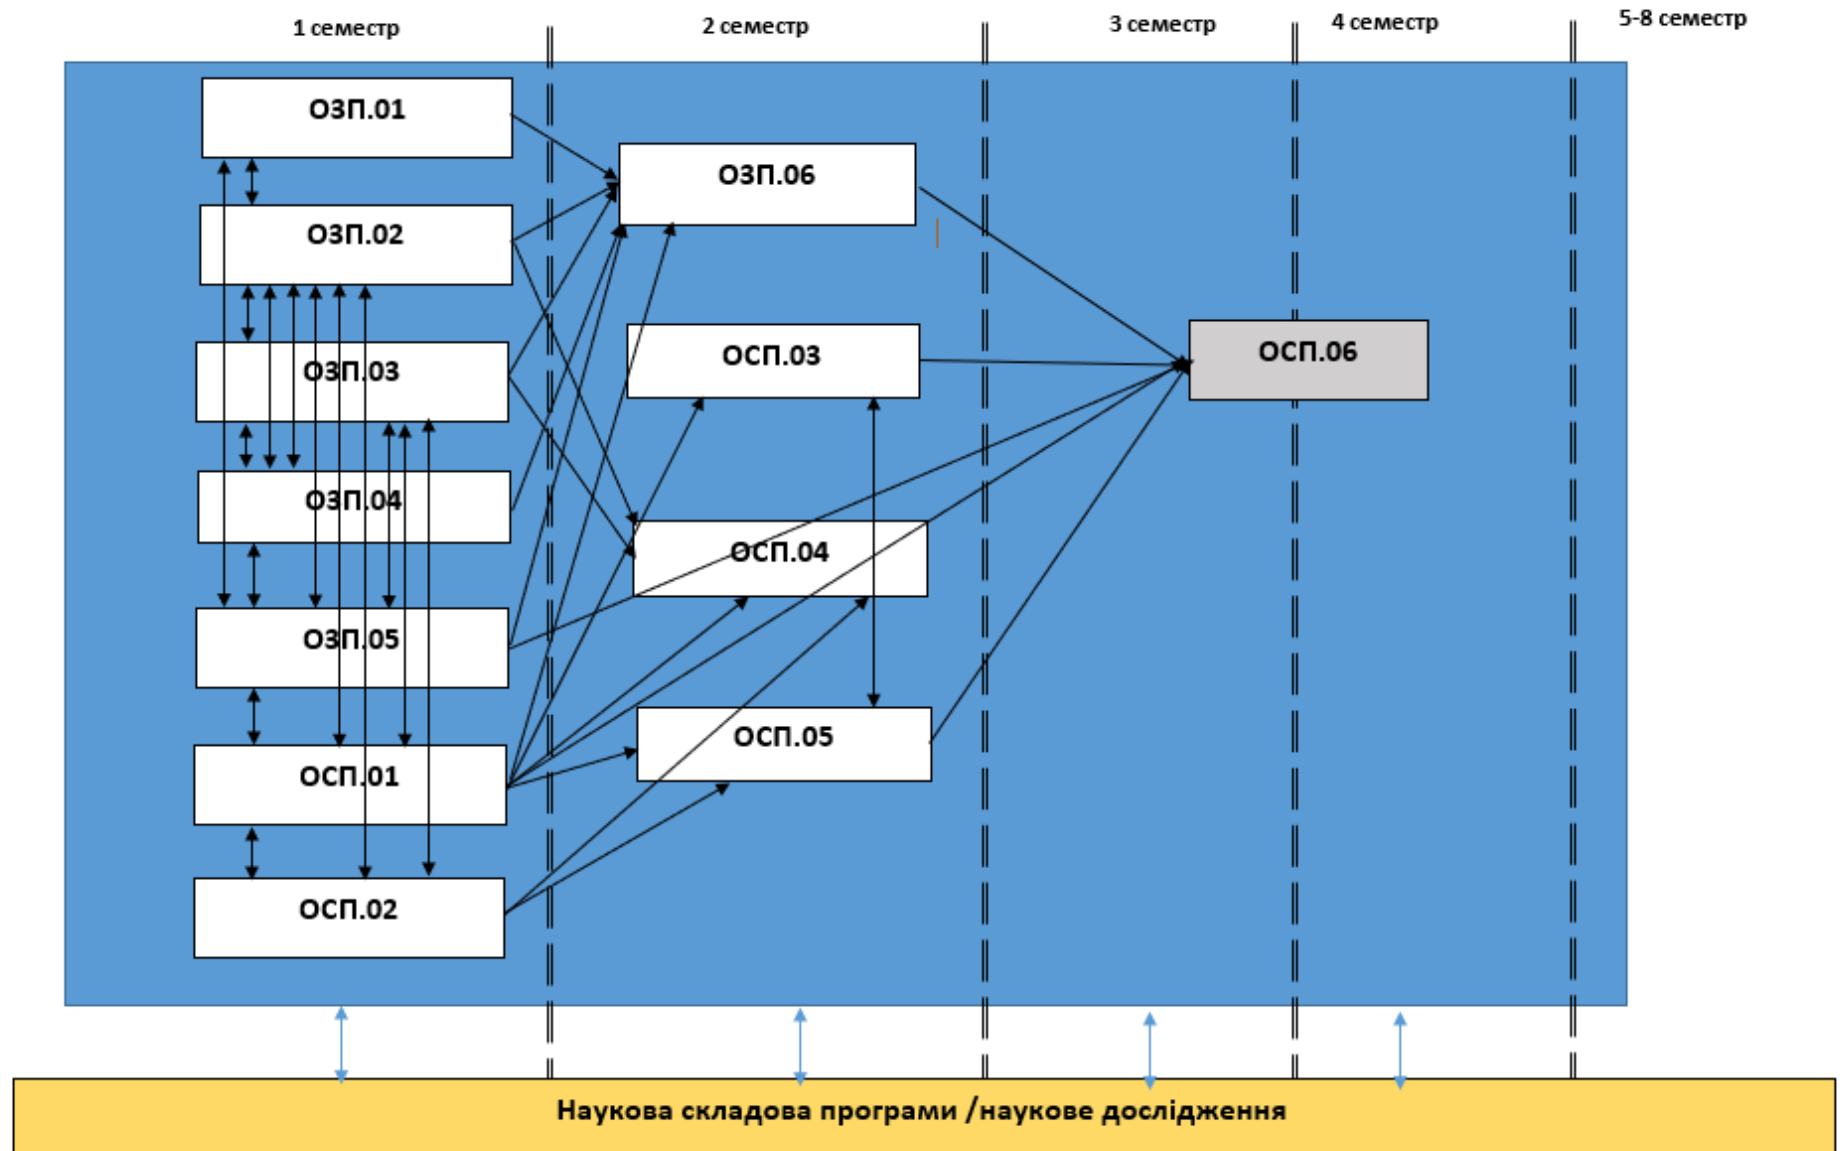 1 семестр
2 семестр
3 семестр
4 семестр
5-8 семестр
ОЗП.01
ОЗП.02
ОЗП.03
ОЗП.04
ОЗП.05
ОСП.01
ОСП.02
ОЗП.06
ОСП.03
ОСП.04
ОСП.05
ОСП.06
Наукова складова програми /наукове дослідження